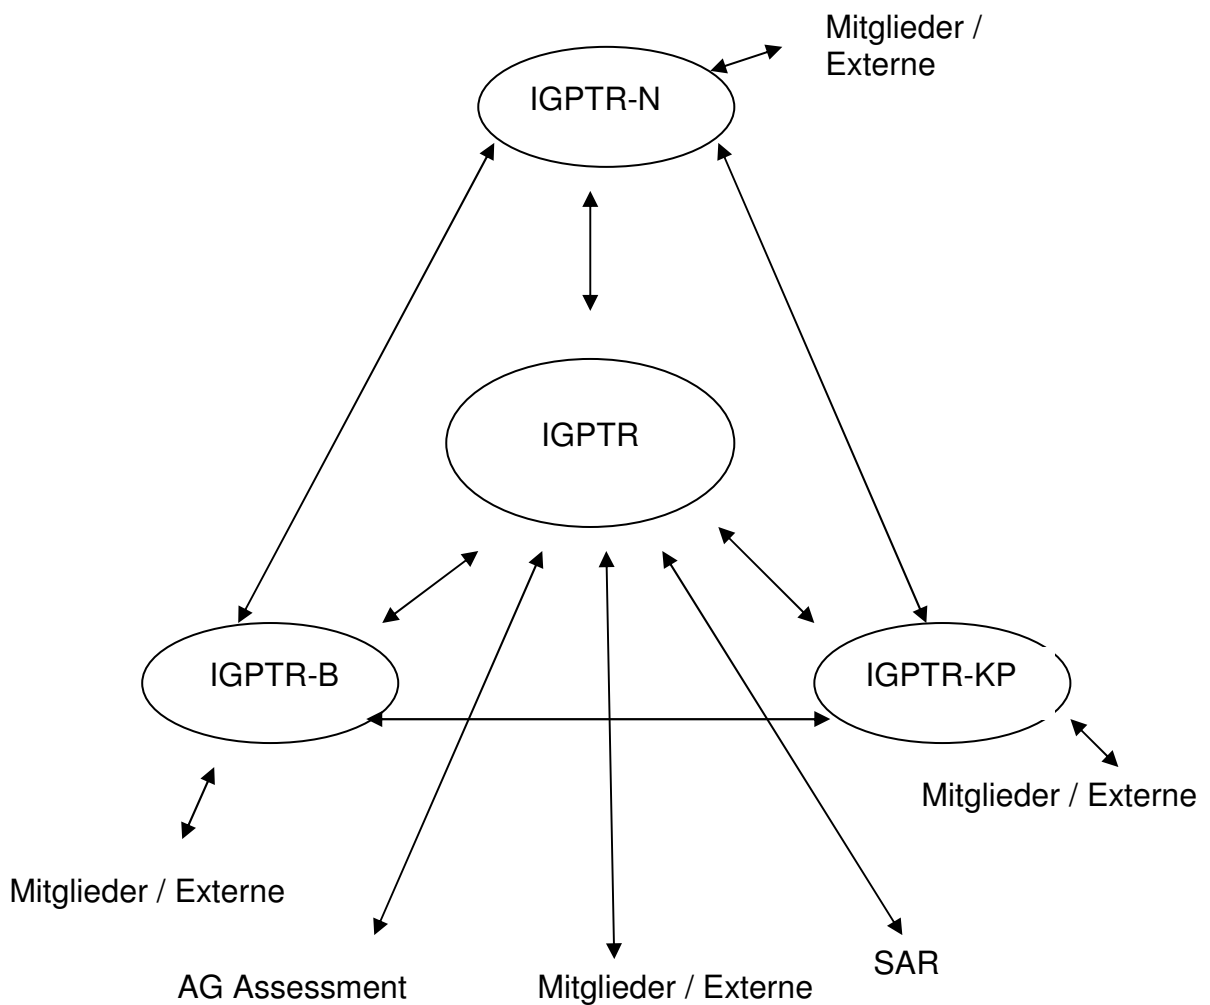 Mitglieder /
Externe
IGPTR-N
IGPTR
IGPTR-B
IGPTR-KP
Mitglieder / Externe
Mitglieder / Externe
SAR
AG Assessment
Mitglieder / Externe